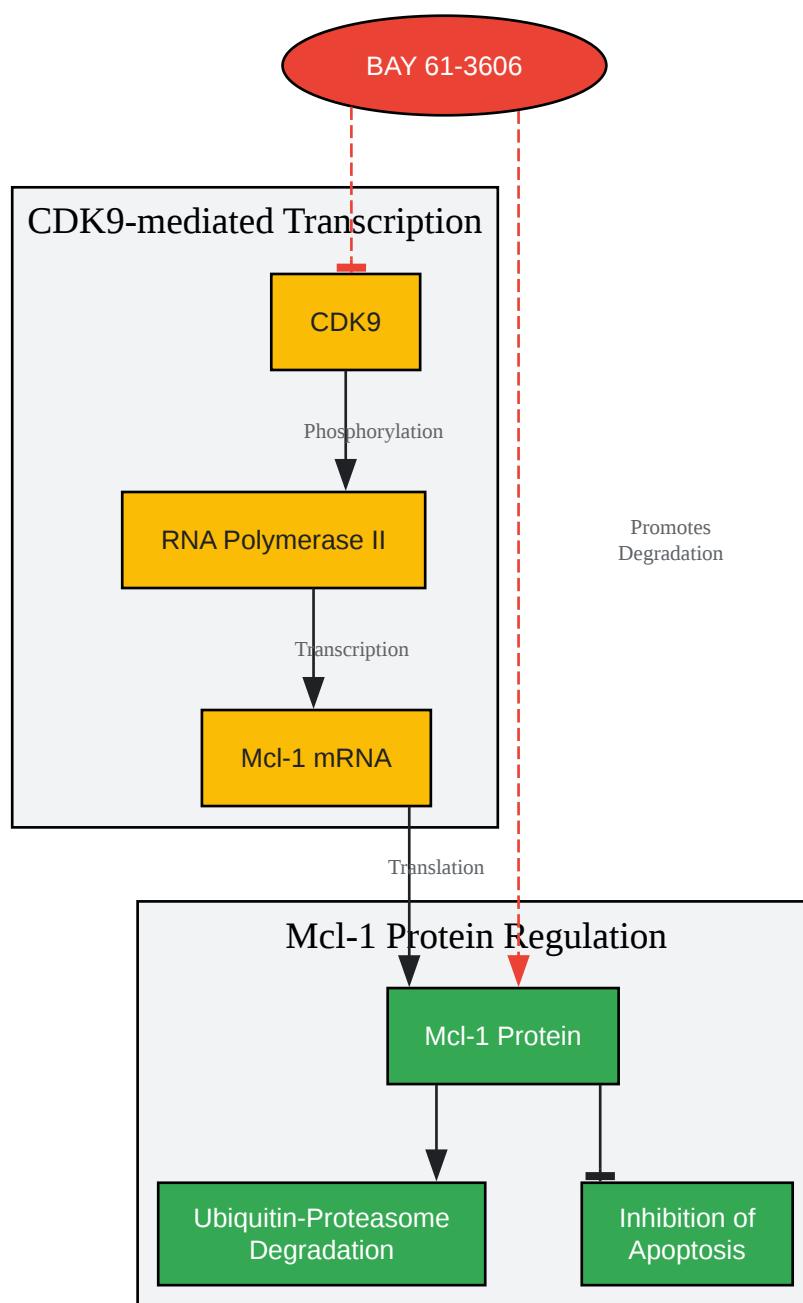 BAY 61-3606
CDK9-mediated Transcription
CDK9
Phosphorylation
RNA Polymerase II
Promotes
Degradation
Transcription
Mcl-1 mRNA
Translation
Mcl-1 Protein Regulation
Mcl-1 Protein
Ubiquitin-Proteasome
Degradation
Inhibition of
Apoptosis